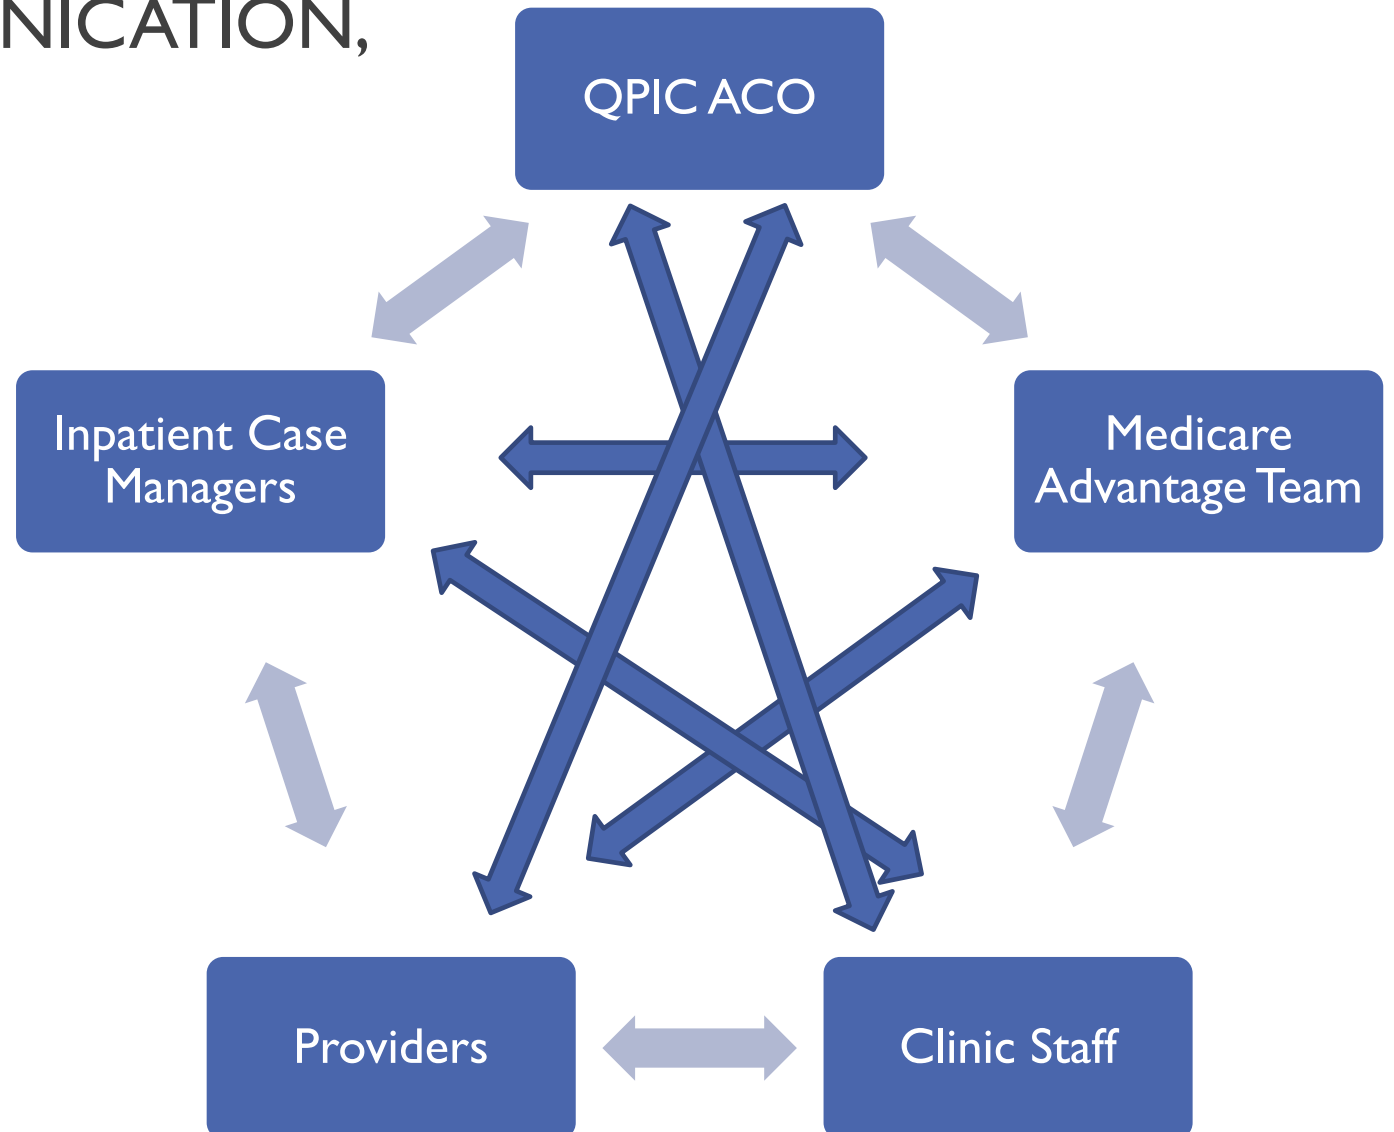 NICATION,
QPIC ACO
Inpatient Case
Managers
Medicare
Advantage Team
Providers
Clinic Staff